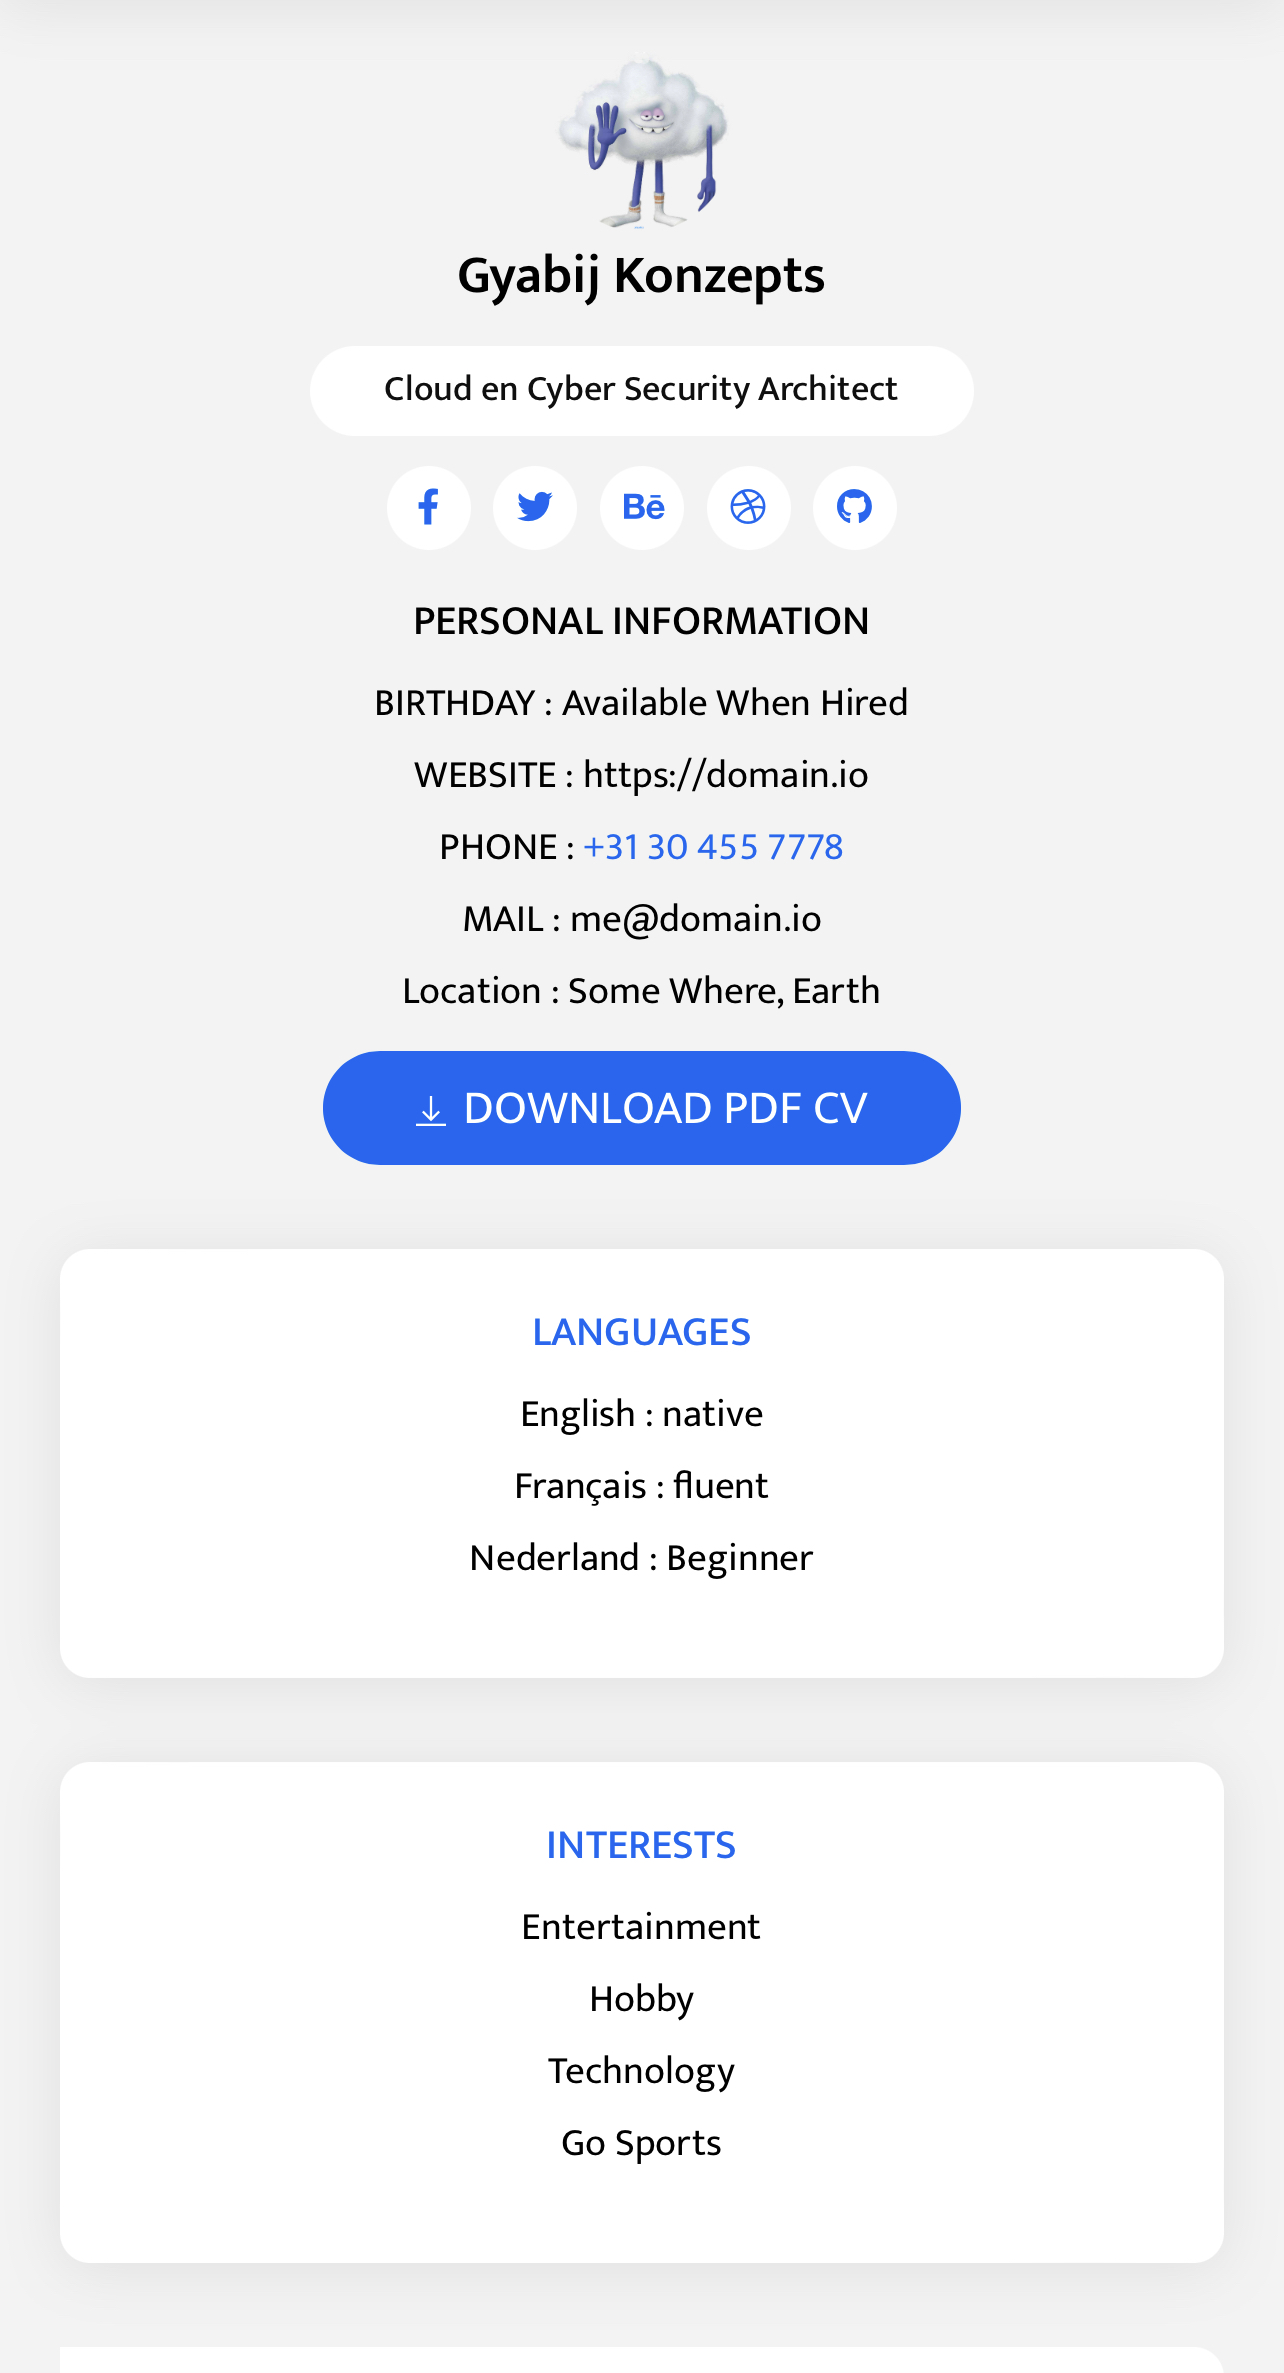 Gyabij Konzepts
Cloud en Cyber Security Architect
Bē
PERSONAL INFORMATION
BIRTHDAY : Available When Hired
WEBSITE : https://domain.io
PHONE : +31 30 455 7778
MAIL : me@domain.io
Location : Some Where, Earth
DOWNLOAD PDF CV
LANGUAGES
English : native
Français : fluent
Nederland : Beginner
INTERESTS
Entertainment
Hobby
Technology
Go Sports